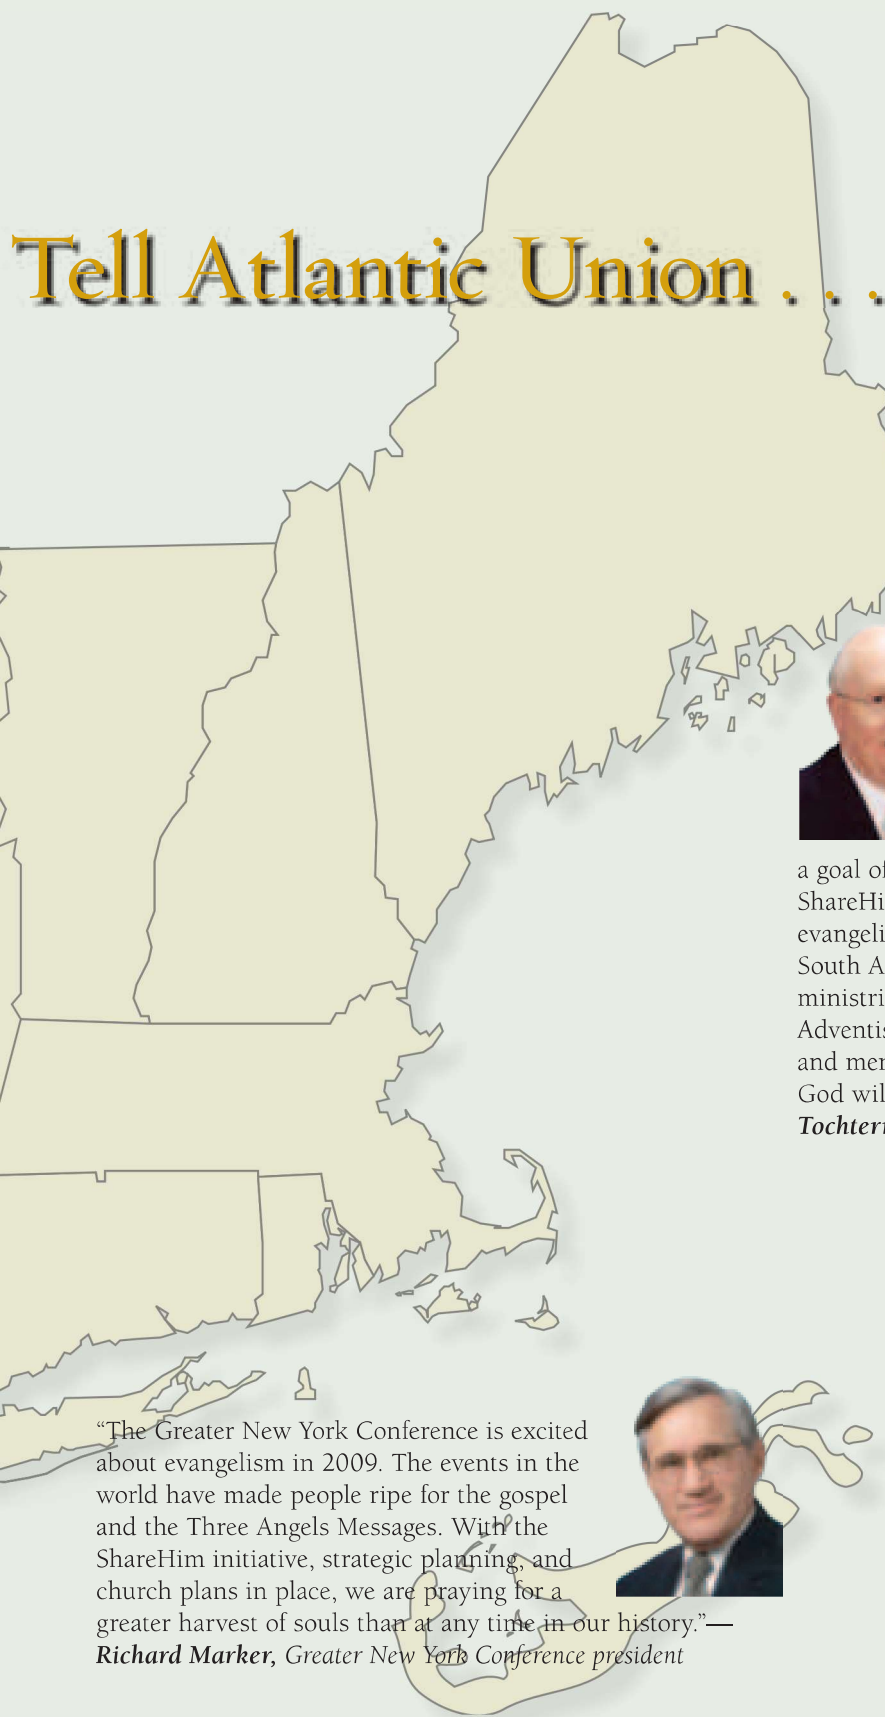 Tell Atlantic Union . . .
a goal of
ShareHi
evangeli
South A
ministri
Adventis
and mem
God wil
Tochter
“The Greater New York Conference is excited
about evangelism in 2009. The events in the
world have made people ripe for the gospel
and the Three Angels Messages. With the
ShareHim initiative, strategic planning, and
church plans in place, we are praying for a
greater harvest of souls than at any time in our history.”—
Richard Marker, Greater New York Conference president